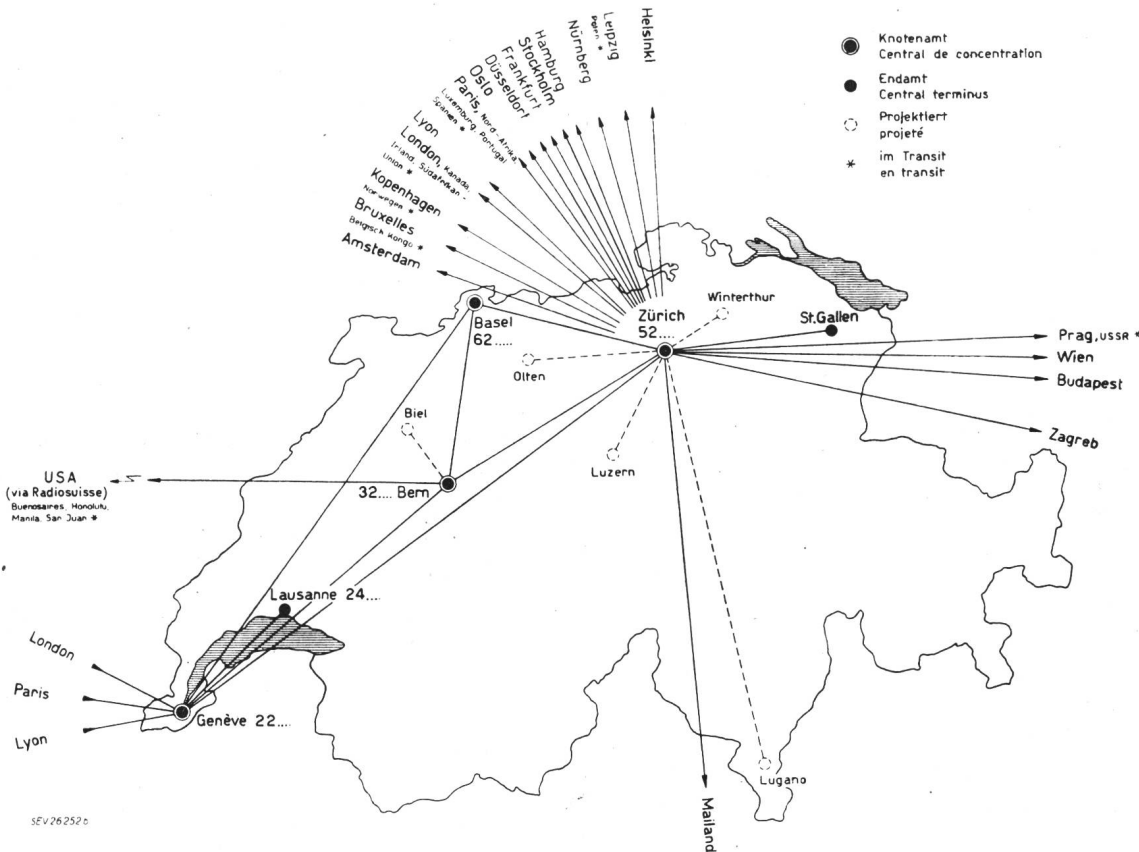 Knotenamt
Central de concentration
Endamt
Central terminus
Projektiert
projeté
* im Transit
en transit
Helsinki
Leipzig
Polen *
Nürnberg
Hamburg
Stockholm
Frankfurt
Düsseldorf
Oslo
Paris, Nord-Afrika,
Luxemburg, Portugal
Spanien *
Lyon
London, Kanada,
Irland, Südafrikan.-
Union *
Kopenhagen
Norwegen *
Bruxelles
Belgisch Kongo *
Amsterdam
Basel
62.....
Zürich
52....
Winterthur
St.Gallen
Prag, USSR *
Wien
Budapest
Zagreb
Olten
Biel
Luzern
USA
(via Radiosuisse)
Buenosaires, Honolulu,
Manila, San Juan *
32.... Bern
Lausanne 24....
London
Paris
Lyon
Genève 22....
Lugano
Mailand
SEV26252b